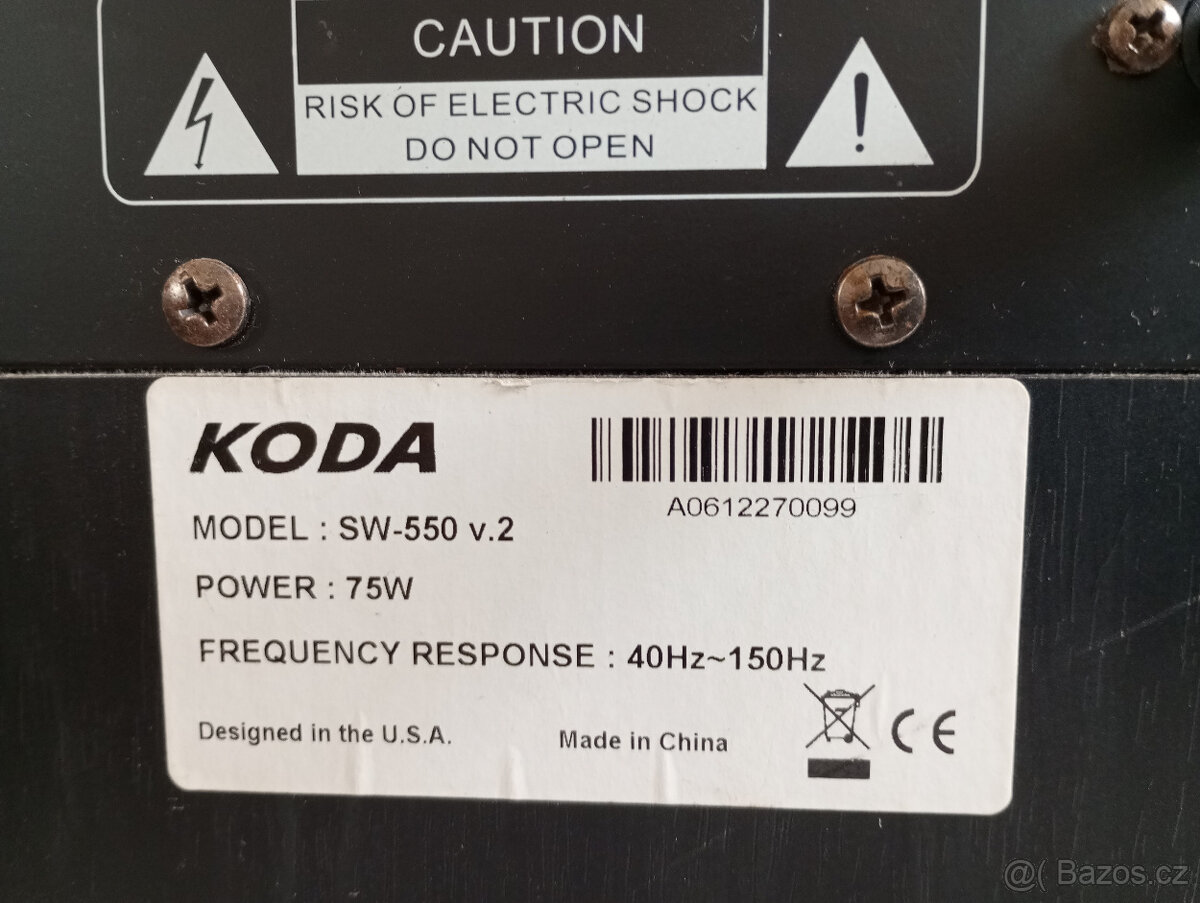 CAUTION
RISK OF ELECTRIC SHOCK
DO NOT OPEN
KODA
A0612270099
MODEL : SW-550 v.2
POWER : 75W
FREQUENCY RESPONSE : 40Hz~150Hz
Designed in the U.S.A.
Made in China
CE
@( Bazos.cz